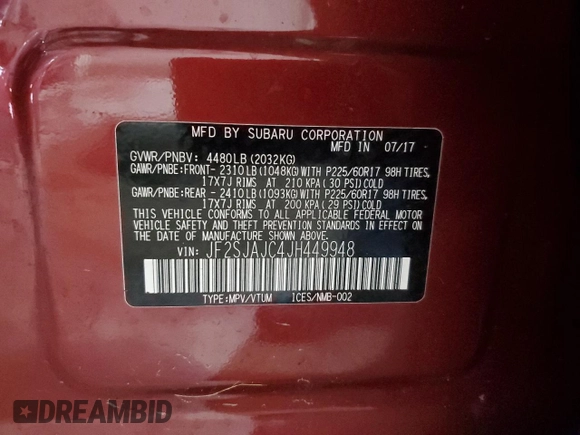 MFD BY SUBARU CORPORATION
MFD IN JAPAN 07/17
GVWR/PNBV: 4480LB (2032KG)
GAWR/PNBE:FRONT- 2310LB (1048KG) WITH P225/60R17 98H TIRES,
17X7J RIMS AT 210 KPA (30 PSI) COLD
GAWR/PNBE:REAR - 2410LB (1093KG) WITH P225/60R17 98H TIRES,
17X7J RIMS AT 200 KPA (29 PSI) COLD
THIS VEHICLE CONFORMS TO ALL APPLICABLE FEDERAL MOTOR
VEHICLE SAFETY AND BUMPER STANDARDS IN EFFECT ON THE
DATE OF MANUFACTURE SHOWN ABOVE.
VIN: JF2SJAJC4JH449948
TYPE:MPV/VTUM ICES/NMB-002
DREAMBID